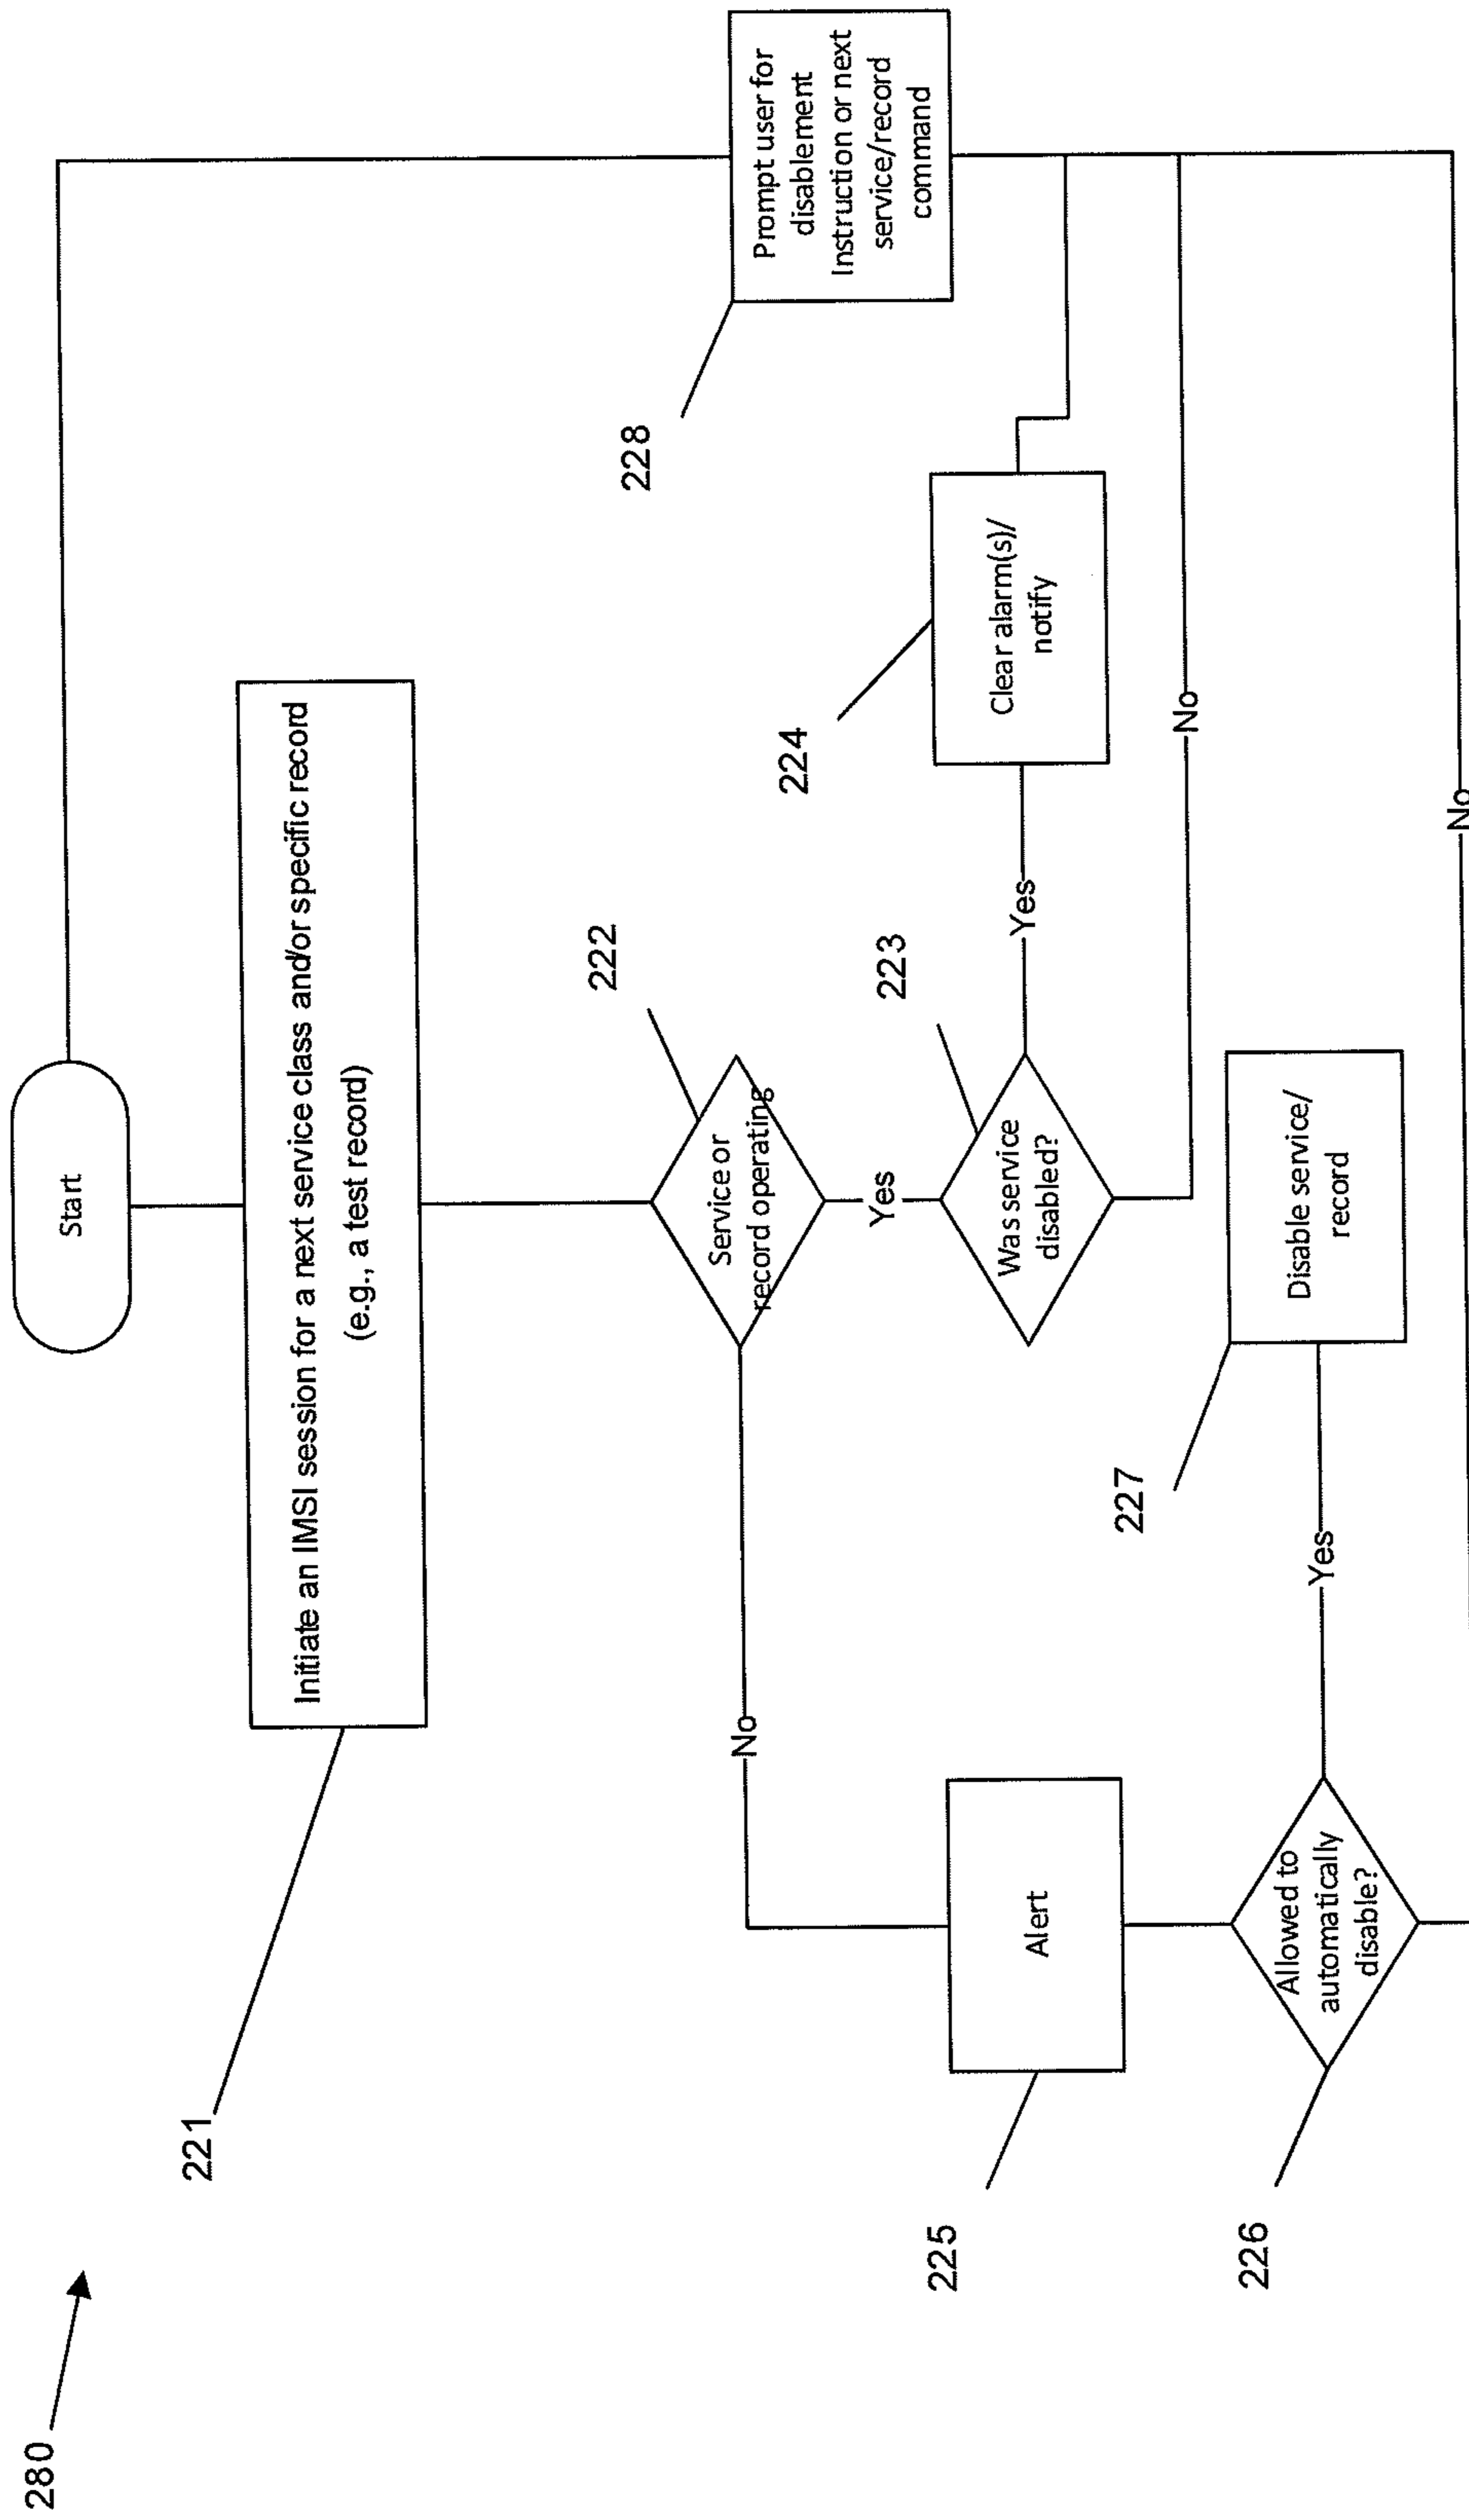 280
Start
221
Initiate an IMSI session for a next service class and/or specific record
(e.g., a test record)
222
Service or
record operating
No
Yes
228
Prompt user for
disablement
Instruction or next
service/record
command
225
Alert
223
Was service
disabled?
Yes
224
Clear alarm(s)/
notify
No
226
Allowed to
automatically
disable?
Yes
227
Disable service/
record
No